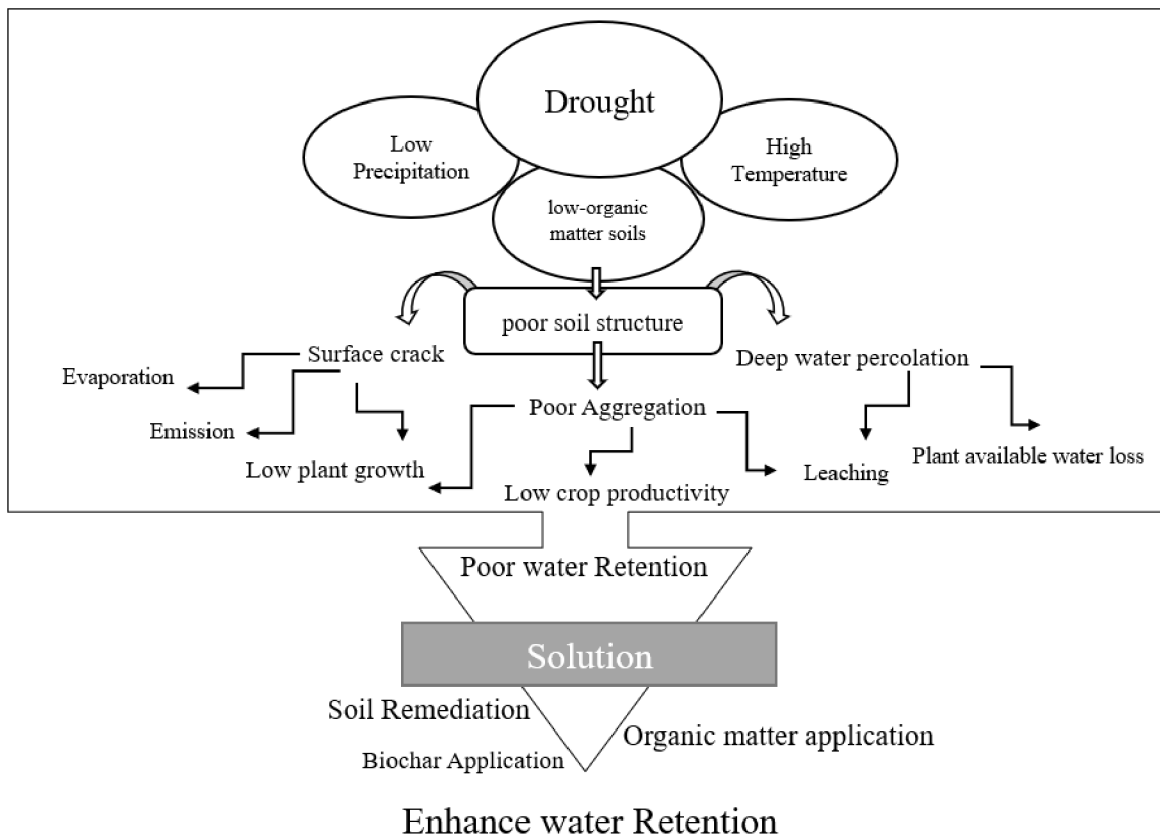 Drought
Low
Precipitation
High
Temperature
low-organic
matter soils
poor soil structure
Surface crack
Deep water percolation
Evaporation
Poor Aggregation
Emission
Low plant growth
Leaching
Plant available water loss
Low crop productivity
Poor water Retention
Solution
Soil Remediation
Organic matter application
Biochar Application
Enhance water Retention